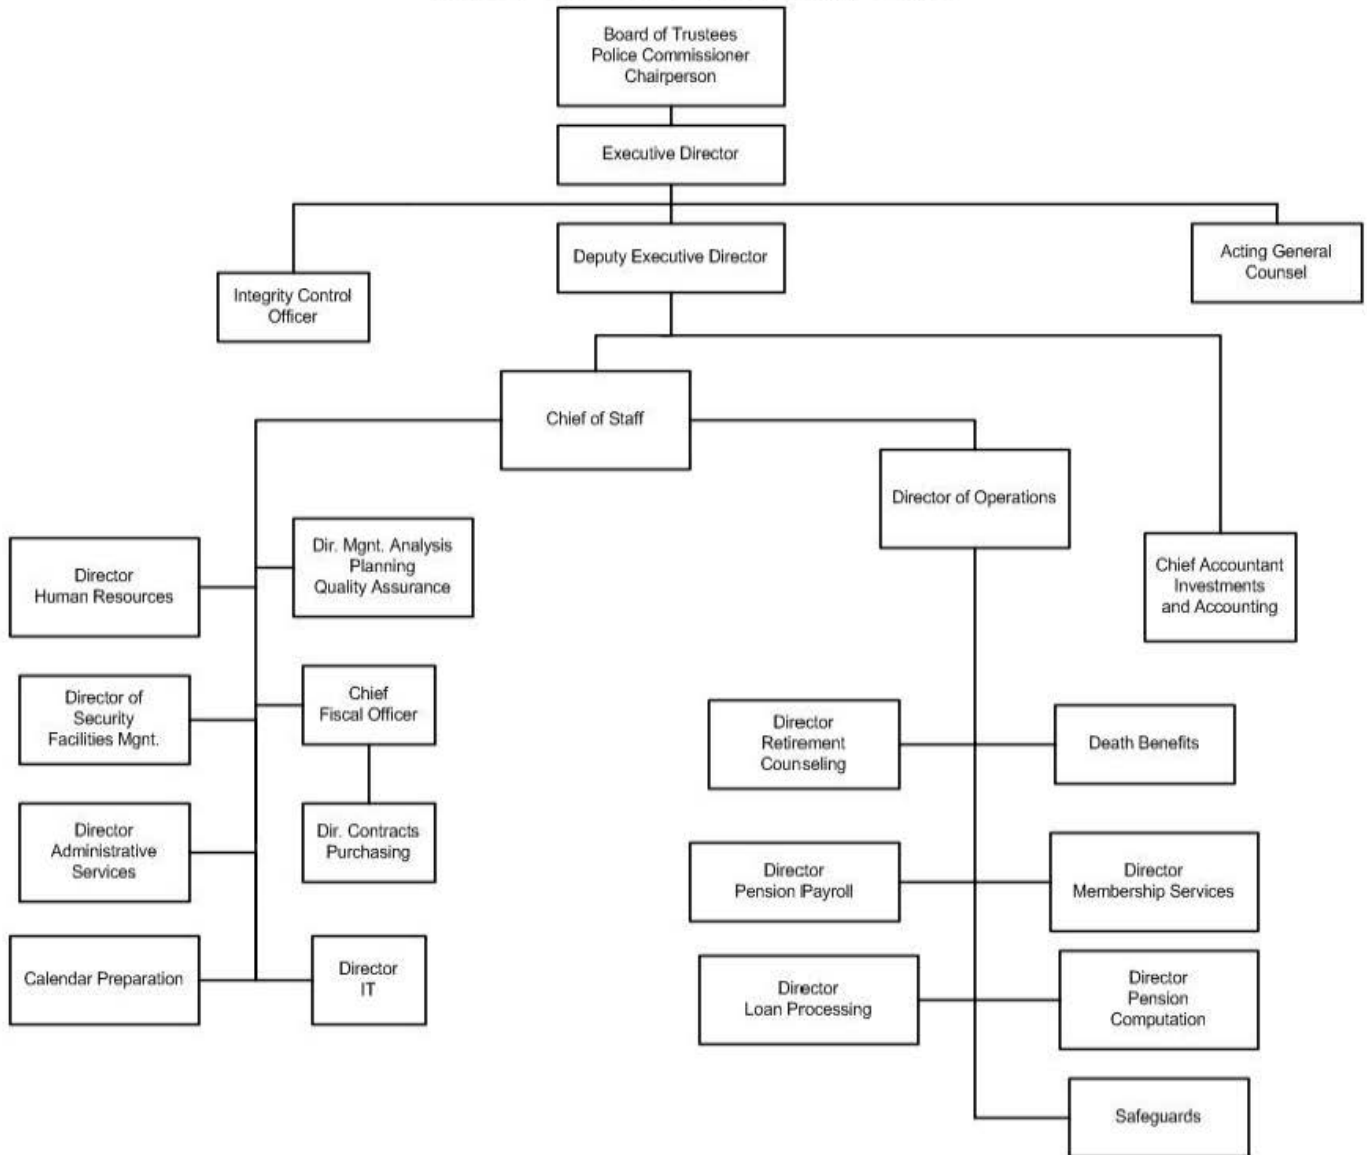 Board of Trustees
Police Commissioner
Chairperson
Executive Director
Deputy Executive Director
Acting General
Counsel
Integrity Control
Officer
Chief of Staff
Director of Operations
Dir. Mgnt. Analysis
Planning
Quality Assurance
Director
Human Resources
Chief Accountant
Investments
and Accounting
Director of
Security
Facilities Mgnt.
Chief
Fiscal Officer
Director
Retirement
Counseling
Death Benefits
Director
Administrative
Services
Dir. Contracts
Purchasing
Director
Pension Payroll
Director
Membership Services
Calendar Preparation
Director
IT
Director
Loan Processing
Director
Pension
Computation
Safeguards